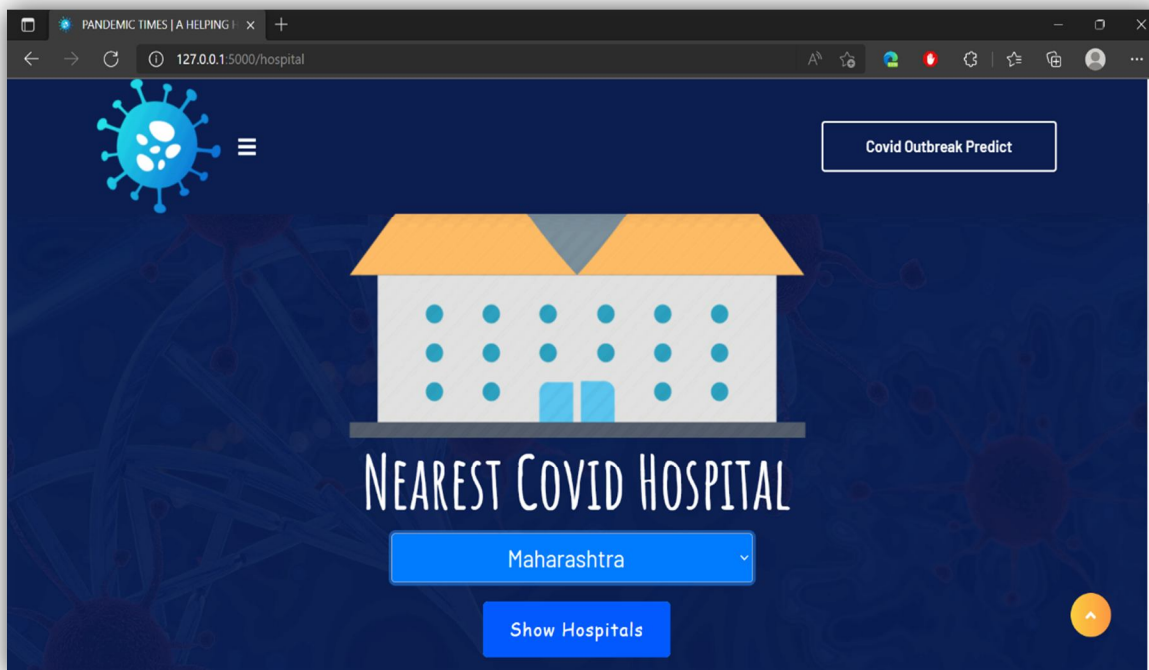 PANDEMIC TIMES | A HELPING H
127.0.0.1:5000/hospital
Covid Outbreak Predict
NEAREST COVID HOSPITAL
Maharashtra
Show Hospitals